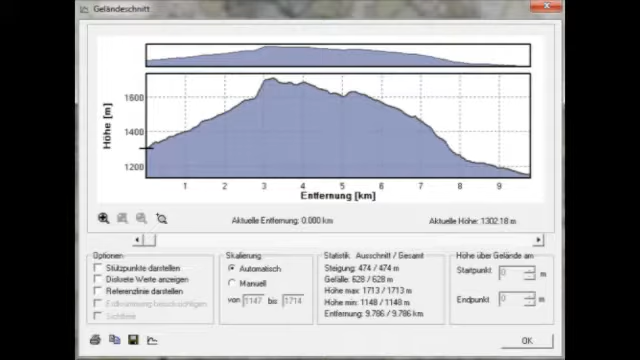 Geländeschnitt
Höhe [m]
1600
1400
1200
1 2 3 4 5 6 7 8 9
Entfernung [km]
Aktuelle Entfernung: 0.000 km
Aktuelle Höhe: 1302.18 m
Optionen
Stützpunkte darstellen
Diskrete Werte anzeigen
Referenzlinie darstellen
Erdkrümmung berücksichtigen
Sichtlinie
Skalierung
Automatisch
Manuell
von 1147 bis 1714
Statistik Ausschnitt / Gesamt
Steigung: 474 / 474 m
Gefälle: 628 / 628 m
Höhe max: 1713 / 1713 m
Höhe min: 1148 / 1148 m
Entfernung: 9.786 / 9.786 km
Höhe über Gelände am
Startpunkt 0 m
Endpunkt 0 m
OK